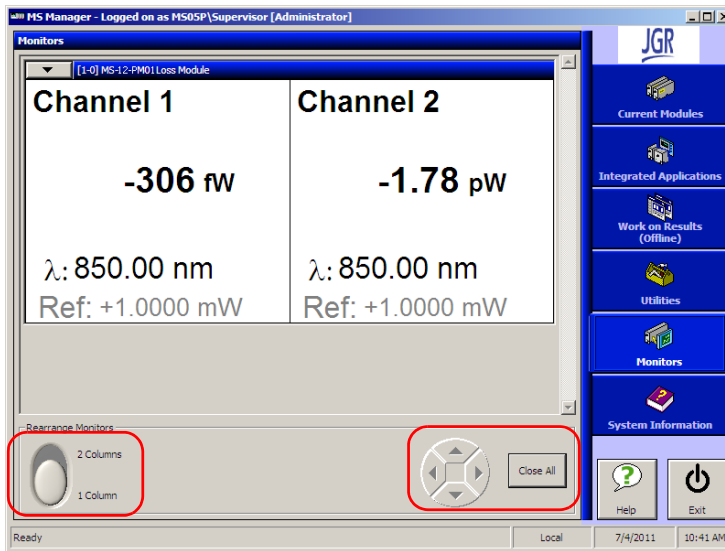 MS Manager - Logged on as MS05P\Supervisor [Administrator]
Monitors
[1-0] MS-12-PM01Loss Module
Channel 1
-306 fW
λ: 850.00 nm
Ref: +1.0000 mW
Channel 2
-1.78 pW
λ: 850.00 nm
Ref: +1.0000 mW
Rearrange Monitors
2 Columns
1 Column
Close All
JGR
Current Modules
Integrated Applications
Work on Results
(Offline)
Utilities
Monitors
System Information
Help
Exit
Ready
Local
7/4/2011
10:41 AM